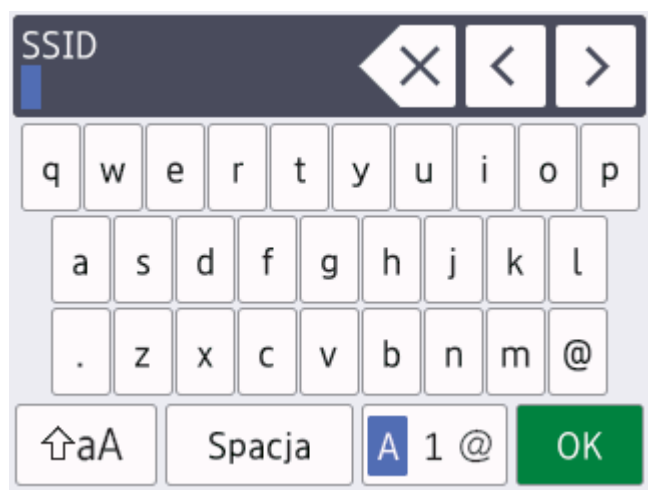 SSID
q w e r t y u i o p
a s d f g h j k l
. z x c v b n m @
aA Spacja A 1 @ OK